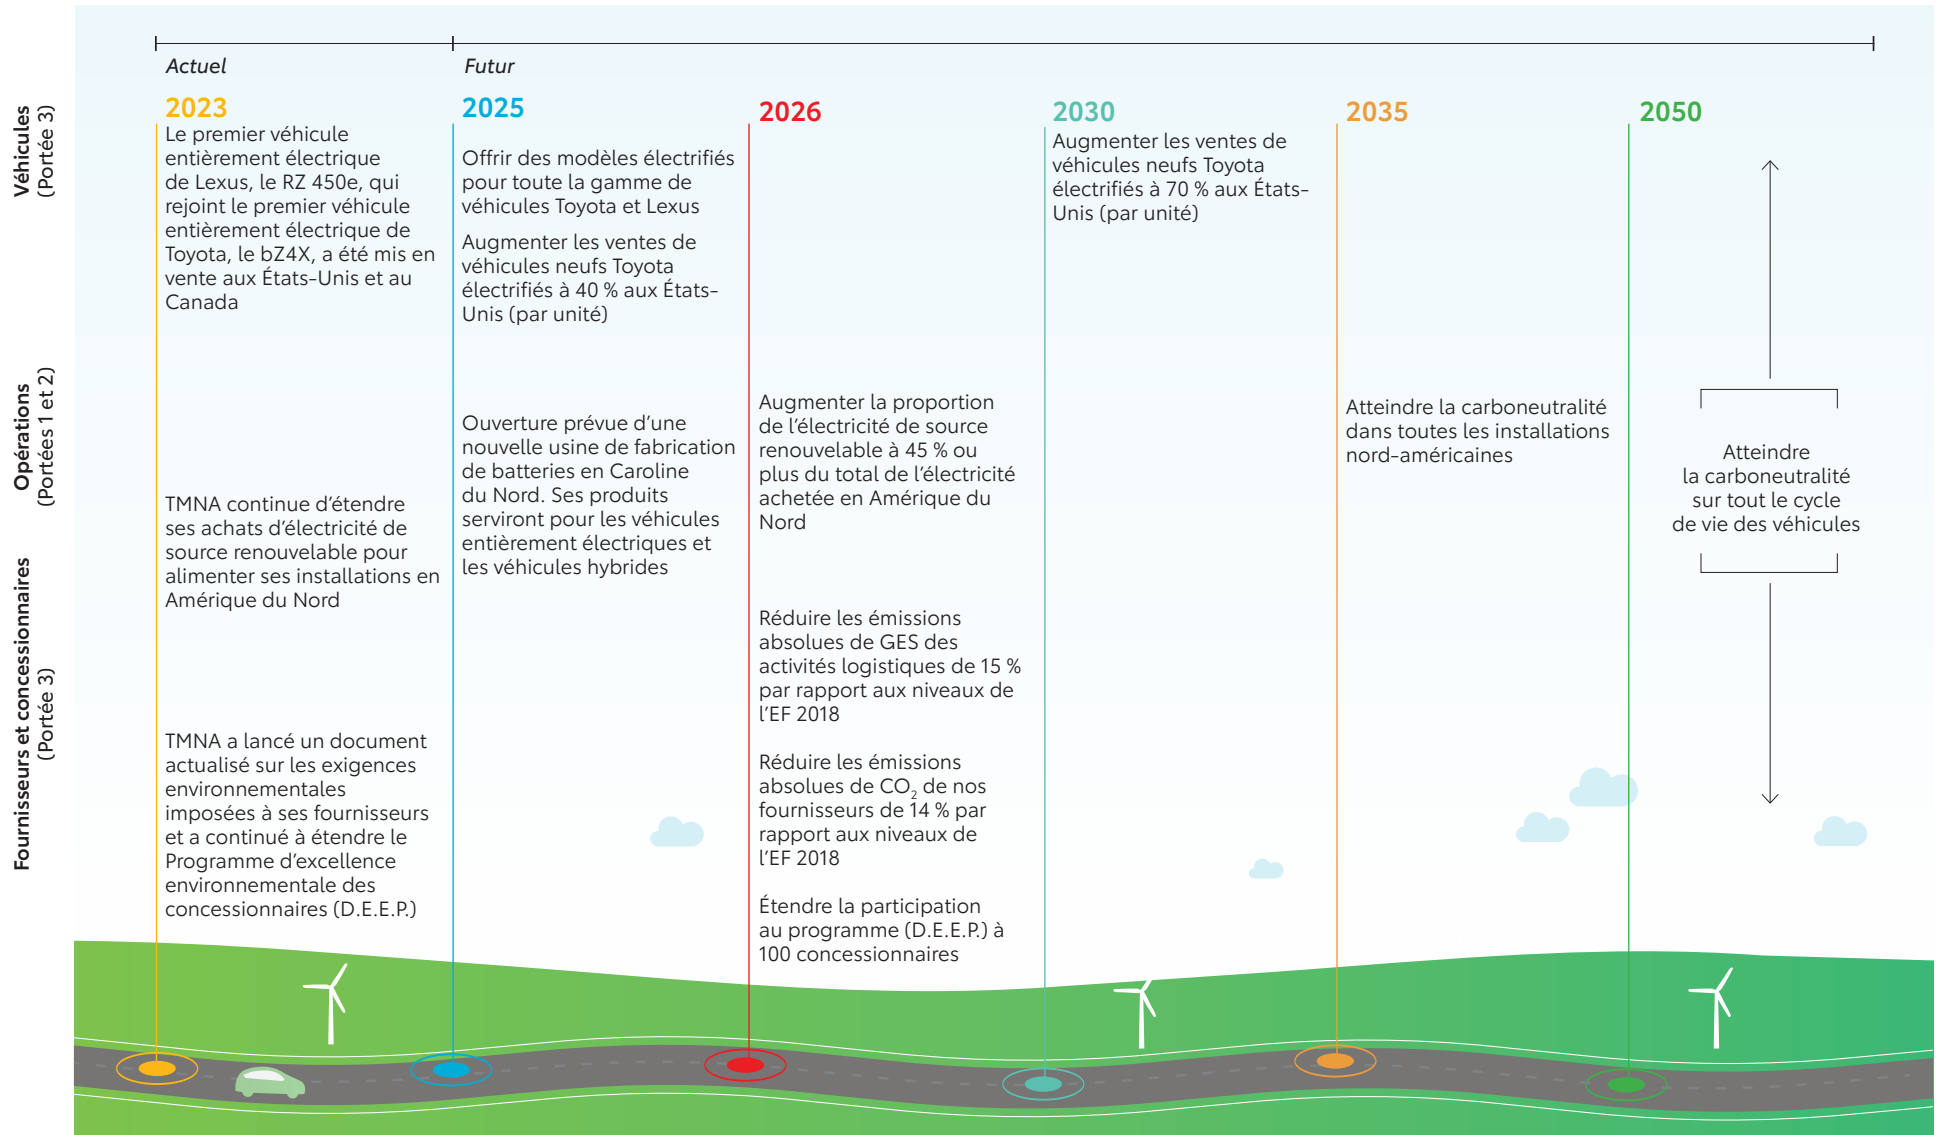 Actuel
Futur
Véhicules
(Portée 3)
Opérations
(Portées 1 et 2)
Fournisseurs et concessionnaires
(Portée 3)
2023
Le premier véhicule
entièrement électrique
de Lexus, le RZ 450e, qui
rejoint le premier véhicule
entièrement électrique de
Toyota, le bZ4X, a été mis en
vente aux États-Unis et au
Canada
TMNA continue d’étendre
ses achats d’électricité de
source renouvelable pour
alimenter ses installations en
Amérique du Nord
TMNA a lancé un document
actualisé sur les exigences
environnementales
imposées à ses fournisseurs
et a continué à étendre le
Programme d’excellence
environnementale des
concessionnaires (D.E.E.P.)
2025
Offrir des modèles électrifiés
pour toute la gamme de
véhicules Toyota et Lexus
Augmenter les ventes de
véhicules neufs Toyota
électrifiés à 40 % aux États-
Unis (par unité)
Ouverture prévue d’une
nouvelle usine de fabrication
de batteries en Caroline
du Nord. Ses produits
serviront pour les véhicules
entièrement électriques et
les véhicules hybrides
2026
Augmenter la proportion
de l’électricité de source
renouvelable à 45 % ou
plus du total de l’électricité
achetée en Amérique du
Nord
Réduire les émissions
absolues de GES des
activités logistiques de 15 %
par rapport aux niveaux de
l’EF 2018
Réduire les émissions
absolues de CO₂ de nos
fournisseurs de 14 % par
rapport aux niveaux de
l’EF 2018
Étendre la participation
au programme (D.E.E.P.) à
100 concessionnaires
2030
Augmenter les ventes de
véhicules neufs Toyota
électrifiés à 70 % aux États-
Unis (par unité)
2035
Atteindre la carboneutralité
dans toutes les installations
nord-américaines
2050
Atteindre
la carboneutralité
sur tout le cycle
de vie des véhicules